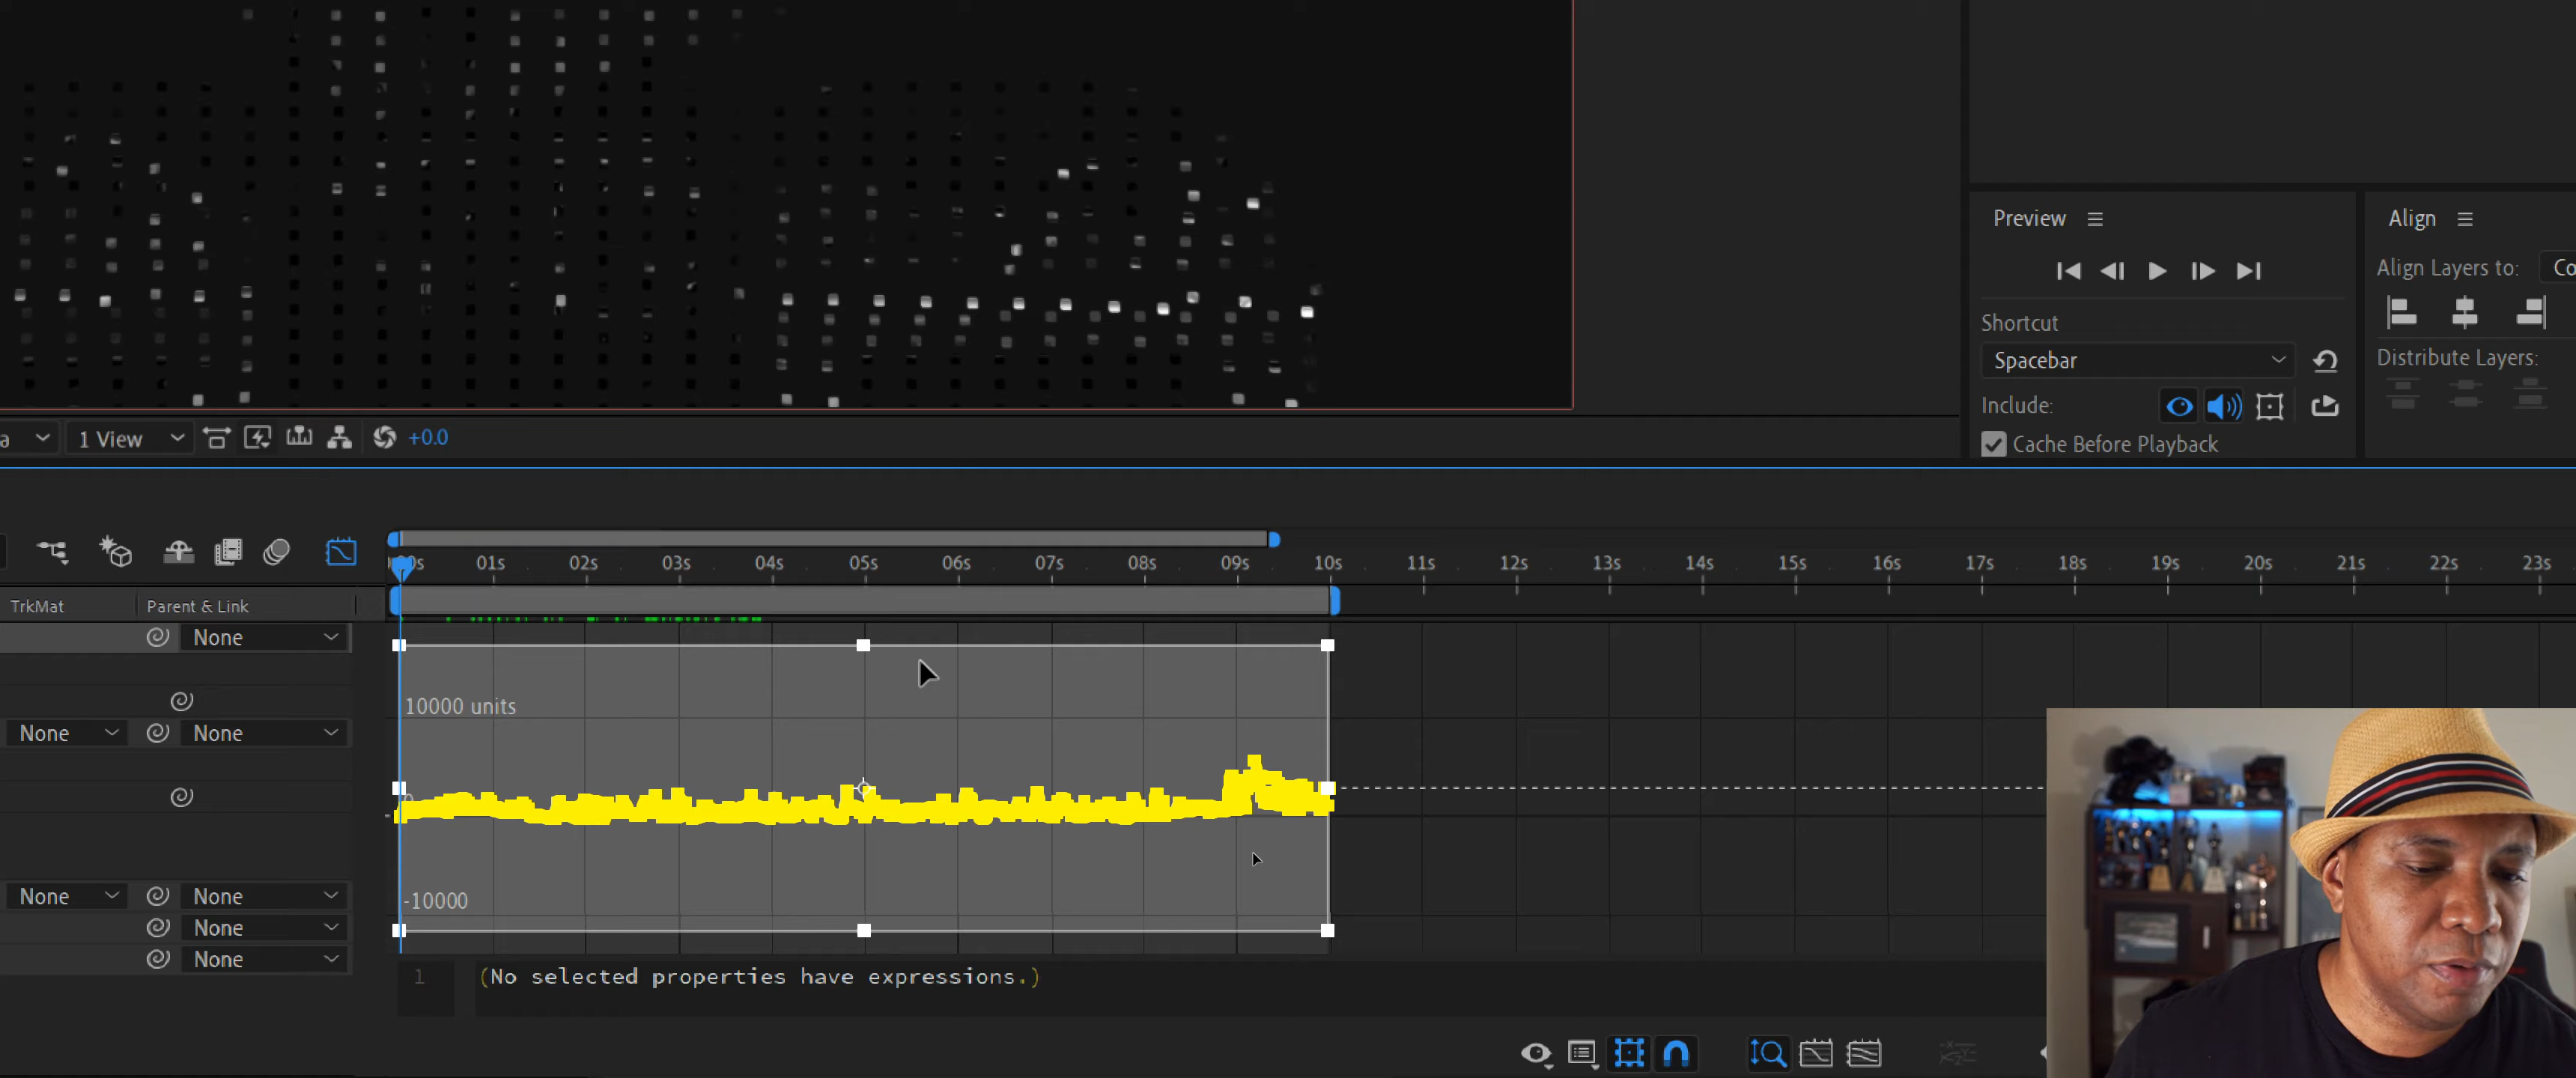 Preview
Align
Align Layers to:
Co
Shortcut
Spacebar
Distribute Layers:
Include:
Cache Before Playback
a
1 View
+0.0
00s 01s 02s 03s 04s 05s 06s 07s 08s 09s 10s 11s 12s 13s 14s 15s 16s 17s 18s 19s 20s 21s 22s 23s
TrkMat
Parent & Link
None
10000 units
None
None
0
None
None
-10000
None
None
1
(No selected properties have expressions.)